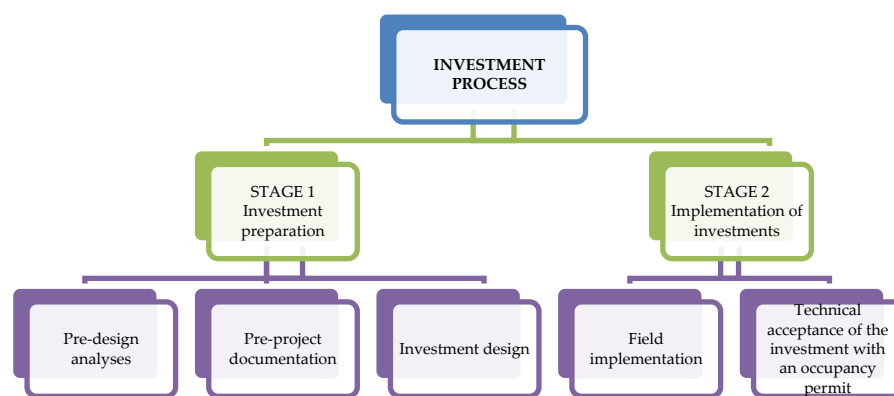 INVESTMENT
PROCESS
STAGE 1
Investment
preparation
STAGE 2
Implementation of
investments
Pre-design
analyses
Pre-project
documentation
Investment design
Field
implementation
Technical
acceptance of the
investment with
an occupancy
permit